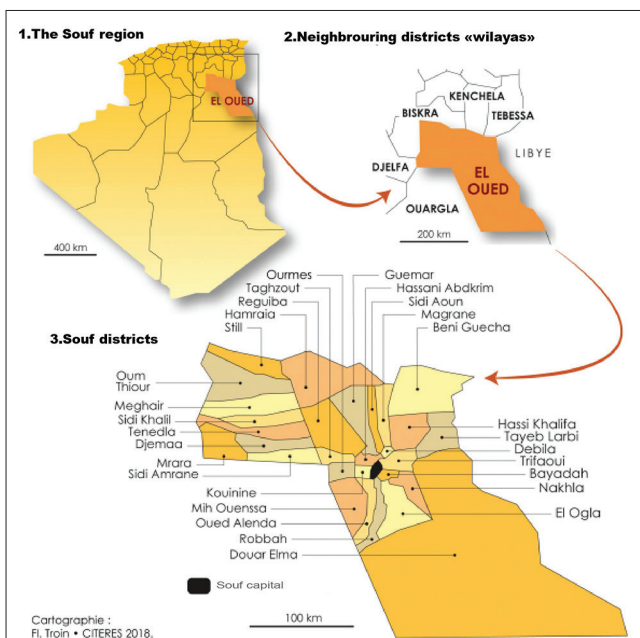 1.The Souf region
EL OUED
400 km
2.Neighbouring districts «wilayas»
KENCHELA
BISKRA
TEBESSA
LIBYE
DJELFA
EL
OUED
OUARGLA
200 km
3.Souf districts
Ourmes
Taghzout
Reguiba
Hamraia
Still
Guemar
Hassani Abdkrim
Sidi Aoun
Magrane
Beni Guecha
Oum
Thiour
Meghair
Sidi Khalil
Tenedla
Djemaa
Mrara
Sidi Amrane
Hassi Khalifa
Tayeb Larbi
Debila
Trifaoui
Bayadah
Nakhla
El Ogla
Kouinine
Mih Ouenssa
Oued Alenda
Robbah
Douar Elma
Souf capital
100 km
Cartographie :
Fl. Troin • CITERES 2018.